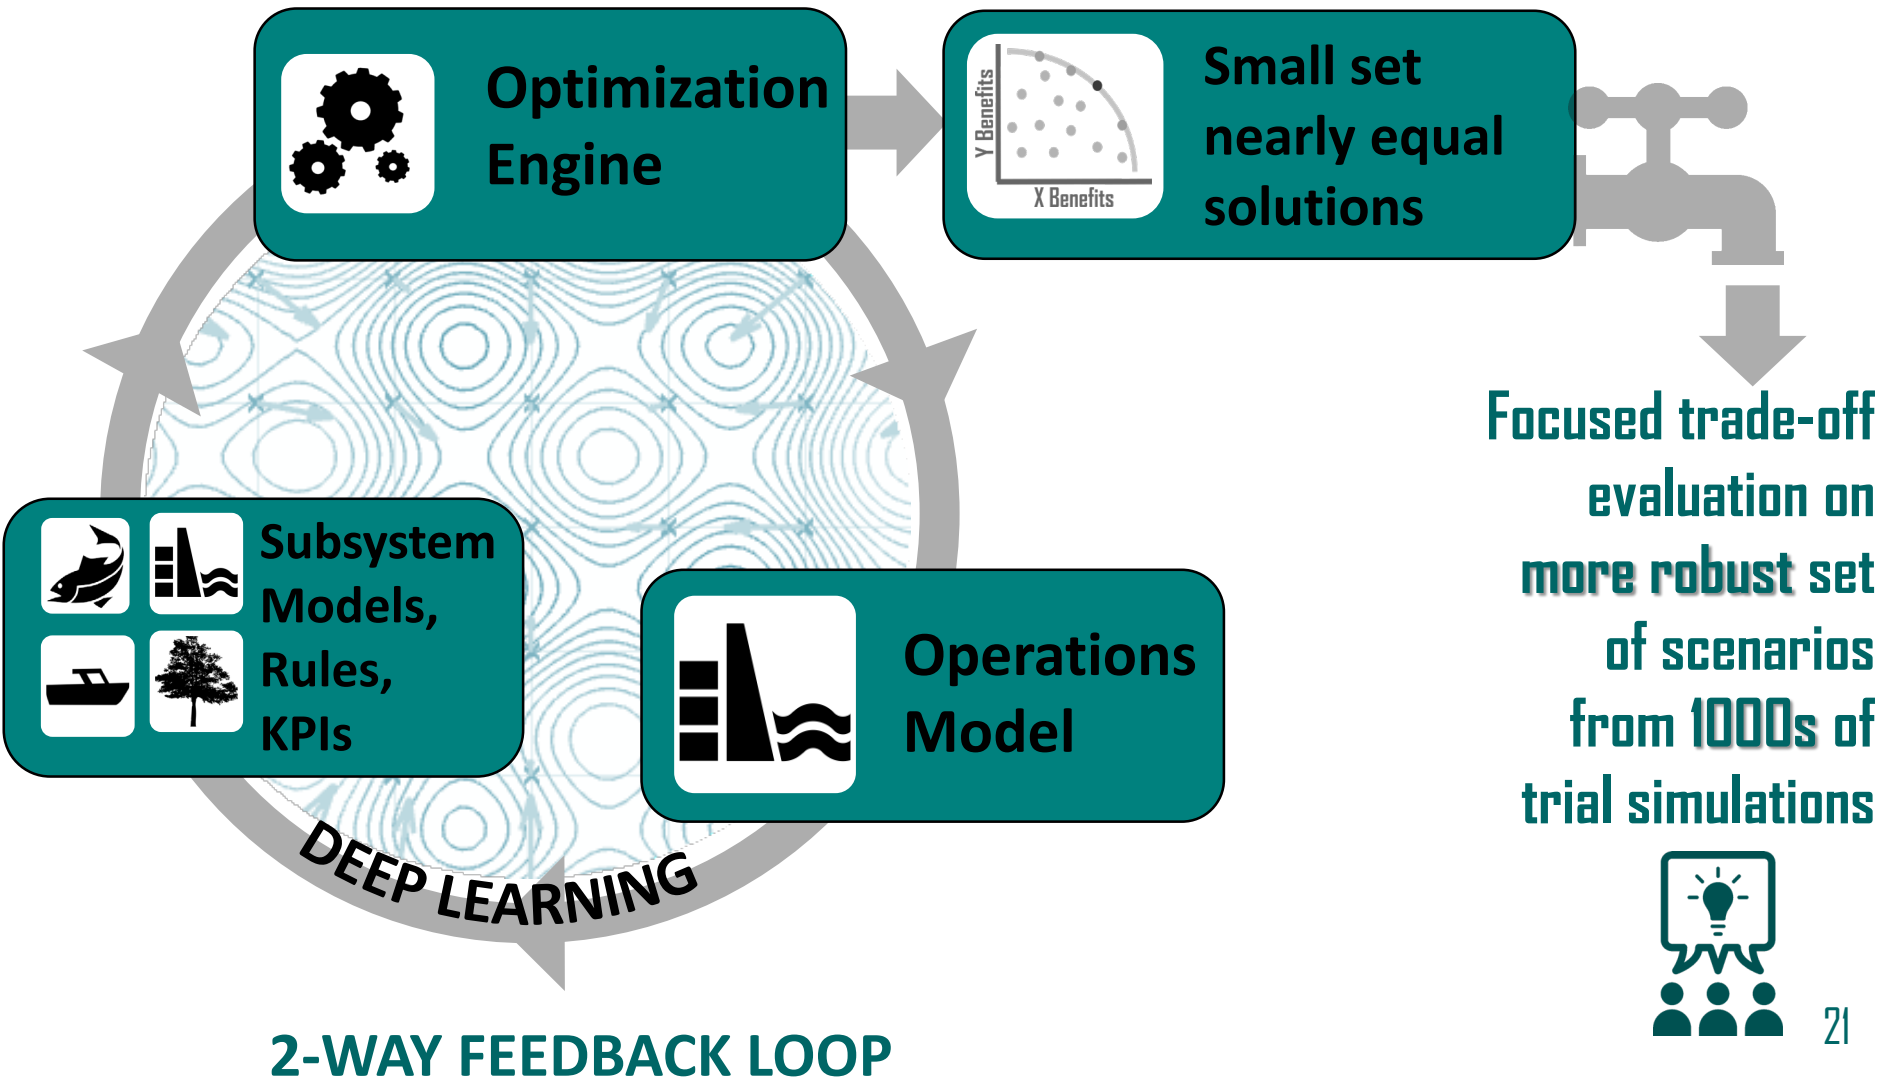 Optimization
Engine
Y Benefits
X Benefits
Small set
nearly equal
solutions
Subsystem
Models,
Rules,
KPIs
Operations
Model
DEEP LEARNING
2-WAY FEEDBACK LOOP
Focused trade-off
evaluation on
more robust set
of scenarios
from 1000s of
trial simulations
21